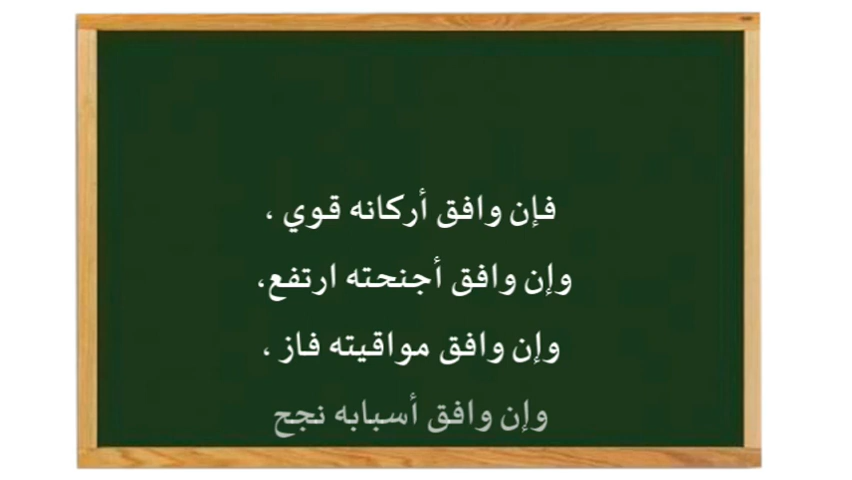 فإن وافق أركانه قوي ،
وإن وافق أجنحته ارتفع،
وإن وافق مواقيته فاز ،
وإن وافق أسبابه نجح